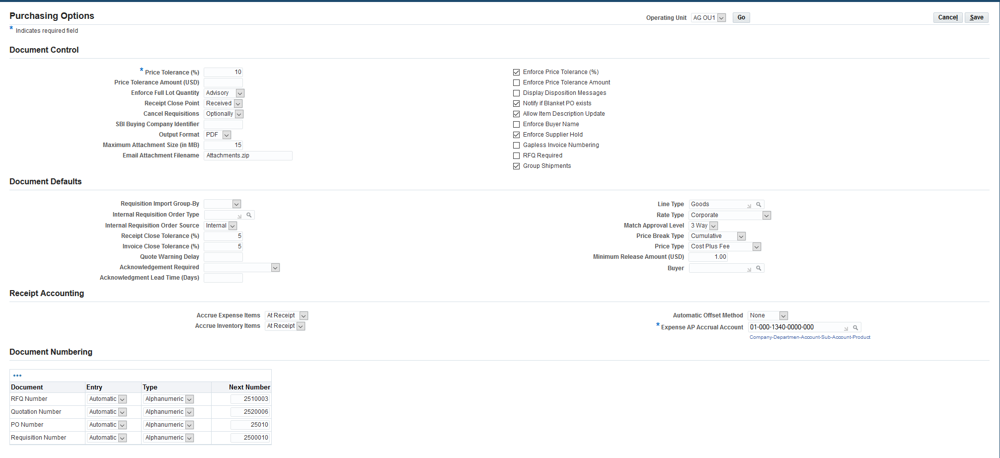 Purchasing Options
Operating Unit AG OU1 Go
Cancel Save
* Indicates required field
Document Control
* Price Tolerance (%) 10
Price Tolerance Amount (USD)
Enforce Full Lot Quantity Advisory
Receipt Close Point Received
Cancel Requisitions Optionally
SBI Buying Company Identifier
Output Format PDF
Maximum Attachment Size (in MB) 15
Email Attachment Filename Attachments.zip
Enforce Price Tolerance (%)
Enforce Price Tolerance Amount
Display Disposition Messages
Notify if Blanket PO exists
Allow Item Description Update
Enforce Buyer Name
Enforce Supplier Hold
Gapless Invoice Numbering
RFQ Required
Group Shipments
Document Defaults
Requisition Import Group-By
Internal Requisition Order Type
Internal Requisition Order Source Internal
Receipt Close Tolerance (%) 5
Invoice Close Tolerance (%) 5
Quote Warning Delay
Acknowledgement Required
Acknowledgment Lead Time (Days)
Line Type Goods
Rate Type Corporate
Match Approval Level 3 Way
Price Break Type Cumulative
Price Type Cost Plus Fee
Minimum Release Amount (USD) 1.00
Buyer
Receipt Accounting
Accrue Expense Items At Receipt
Accrue Inventory Items At Receipt
Automatic Offset Method None
* Expense AP Accrual Account 01-000-1340-0000-000
Company-Departmen-Account-Sub-Account-Product
Document Numbering
Document Entry Type Next Number
RFQ Number Automatic Alphanumeric 2510003
Quotation Number Automatic Alphanumeric 2520006
PO Number Automatic Alphanumeric 25010
Requisition Number Automatic Alphanumeric 2500010